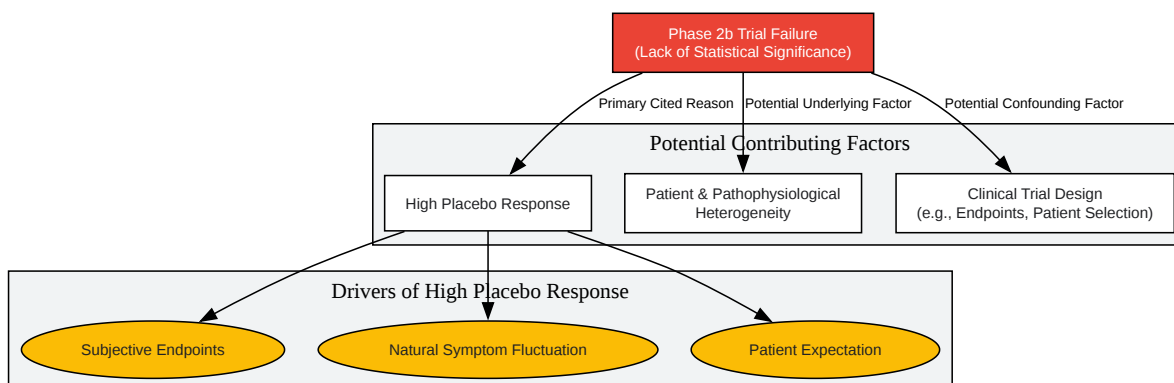 Phase 2b Trial Failure
(Lack of Statistical Significance)
Primary Cited Reason
Potential Underlying Factor
Potential Confounding Factor
Potential Contributing Factors
High Placebo Response
Patient & Pathophysiological
Heterogeneity
Clinical Trial Design
(e.g., Endpoints, Patient Selection)
Drivers of High Placebo Response
Subjective Endpoints
Natural Symptom Fluctuation
Patient Expectation